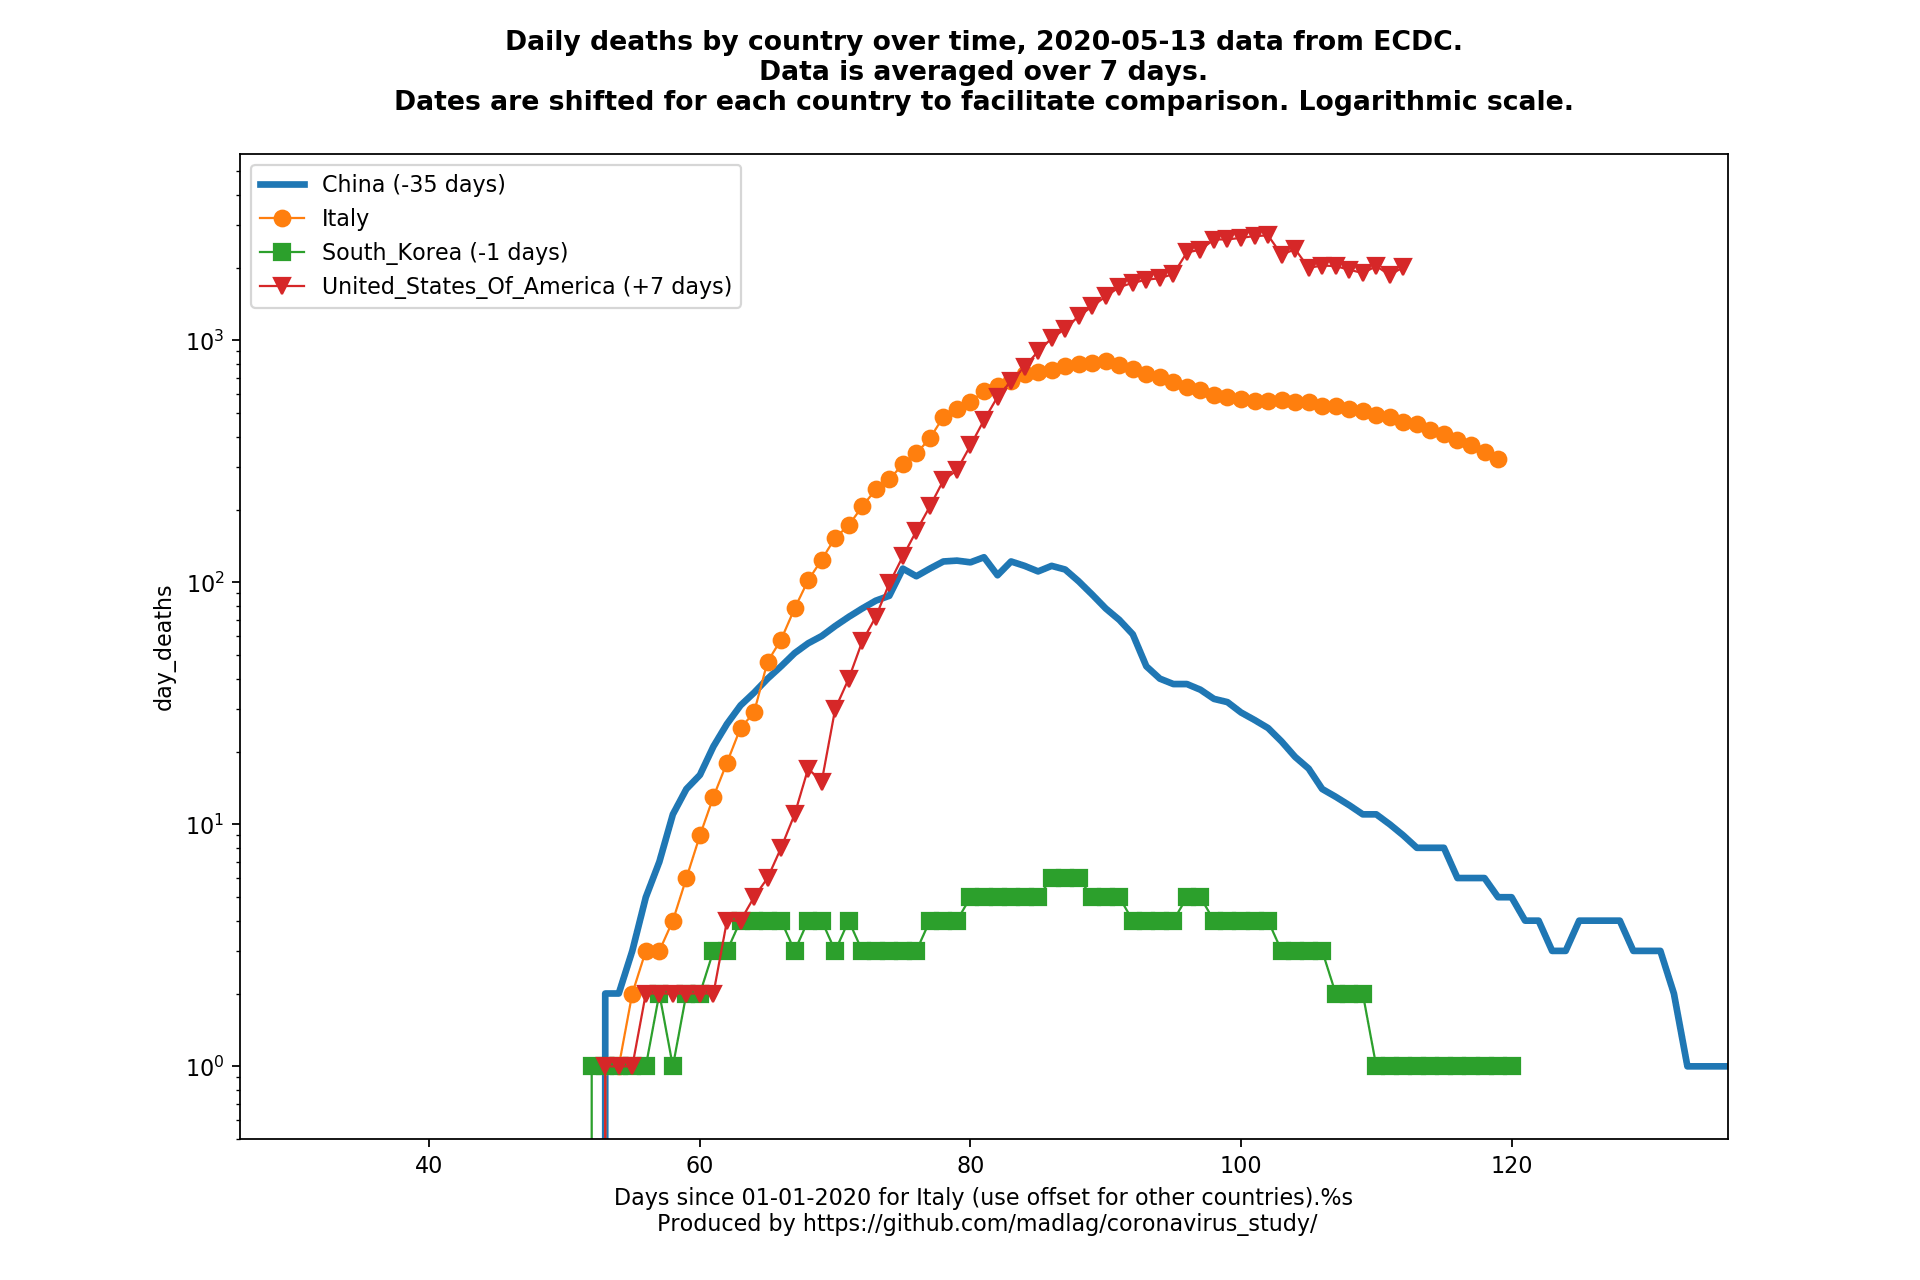 Daily deaths by country over time, 2020-05-13 data from ECDC.
Data is averaged over 7 days.
Dates are shifted for each country to facilitate comparison. Logarithmic scale.
China (-35 days)
Italy
South_Korea (-1 days)
United_States_Of_America (+7 days)
day_deaths
10³
10²
10¹
10⁰
40 60 80 100 120
Days since 01-01-2020 for Italy (use offset for other countries).%s
Produced by https://github.com/madlag/coronavirus_study/